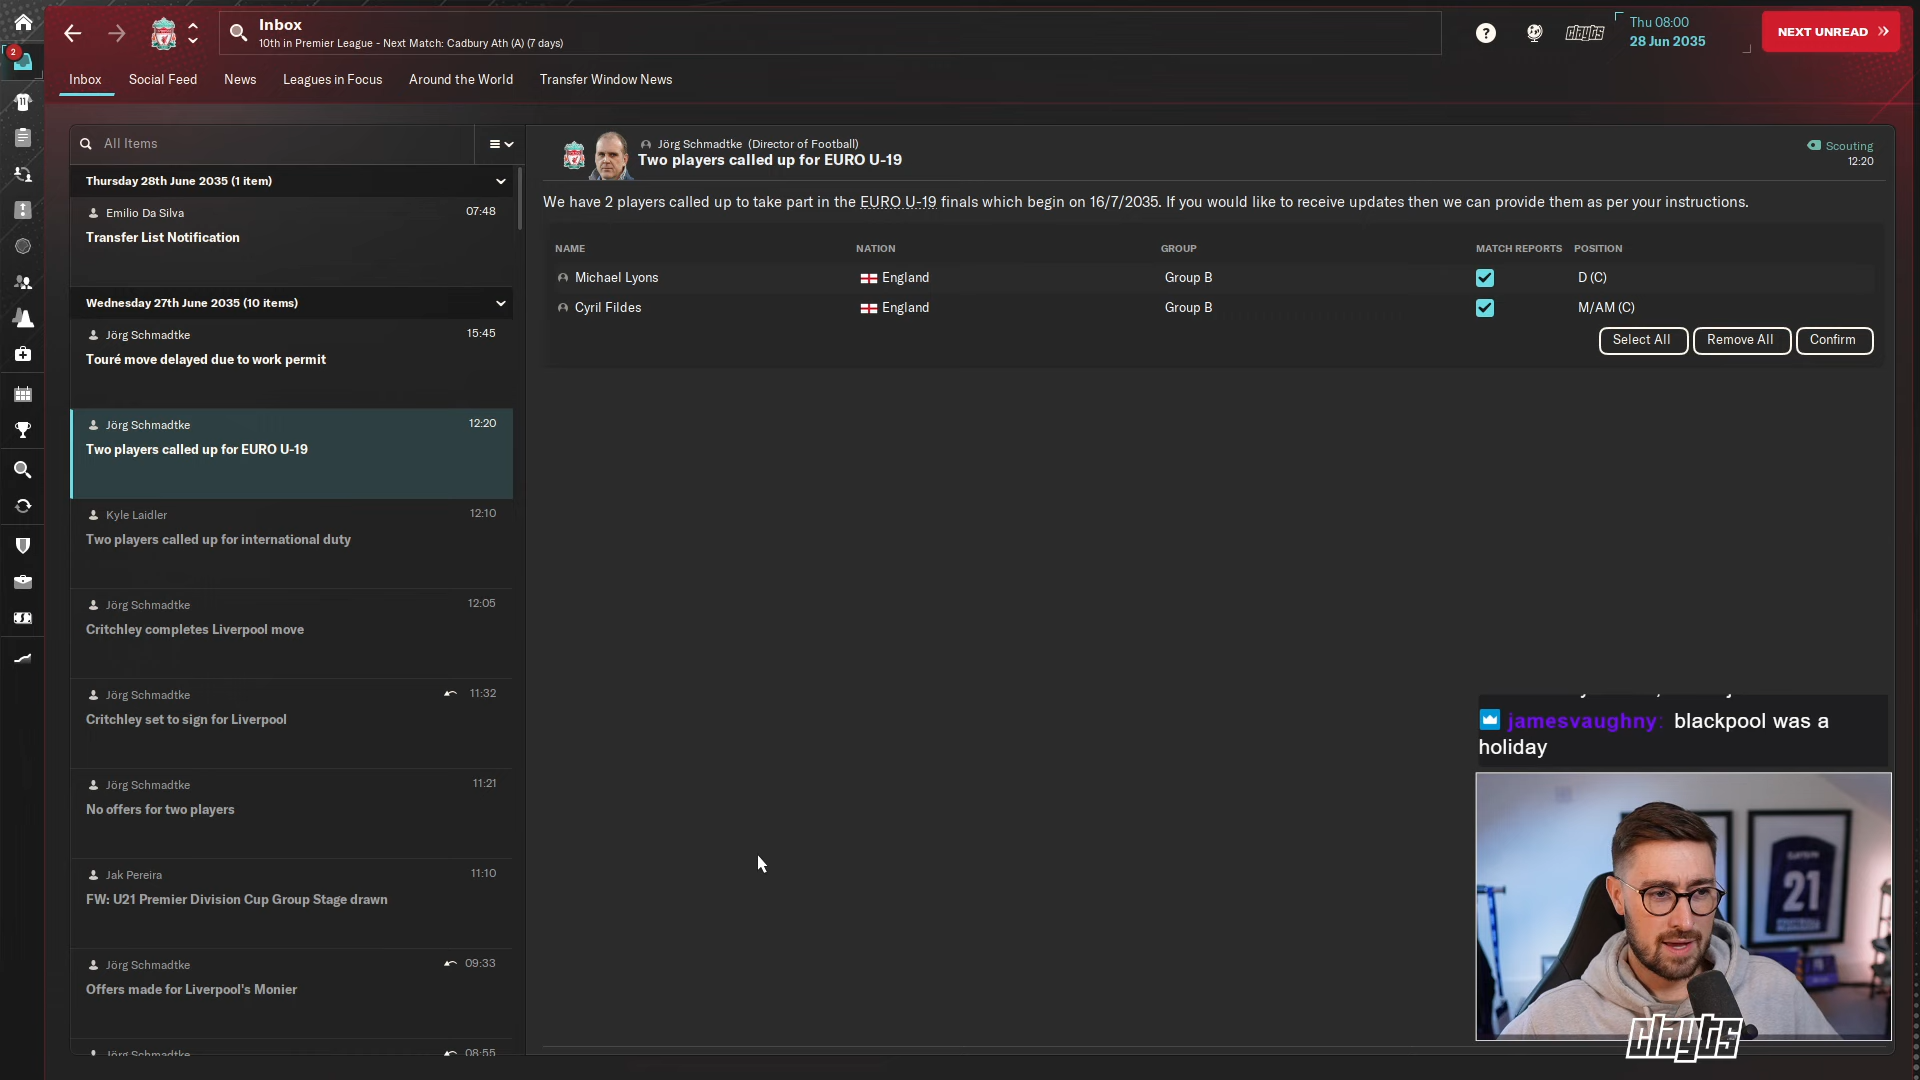 Inbox
10th in Premier League - Next Match: Cadbury Ath (A) (7 days)
?
clayts
Thu 08:00
28 Jun 2035
NEXT UNREAD
2
Inbox
Social Feed
News
Leagues in Focus
Around the World
Transfer Window News
11
All Items
Thursday 28th June 2035 (1 item)
Emilio Da Silva
07:48
Transfer List Notification
Wednesday 27th June 2035 (10 items)
Jörg Schmadtke
15:45
Touré move delayed due to work permit
Jörg Schmadtke
12:20
Two players called up for EURO U-19
Kyle Laidler
12:10
Two players called up for international duty
Jörg Schmadtke
12:05
Critchley completes Liverpool move
Jörg Schmadtke
11:32
Critchley set to sign for Liverpool
Jörg Schmadtke
11:21
No offers for two players
Jak Pereira
11:10
FW: U21 Premier Division Cup Group Stage drawn
Jörg Schmadtke
09:33
Offers made for Liverpool's Monier
Jörg Schmadtke
08:55
Jörg Schmadtke (Director of Football)
Two players called up for EURO U-19
Scouting
12:20
We have 2 players called up to take part in the EURO U-19 finals which begin on 16/7/2035. If you would like to receive updates then we can provide them as per your instructions.
NAME NATION GROUP MATCH REPORTS POSITION
Michael Lyons England Group B D (C)
Cyril Fildes England Group B M/AM (C)
Select All
Remove All
Confirm
jamesvaughny: blackpool was a
holiday
21
clayts